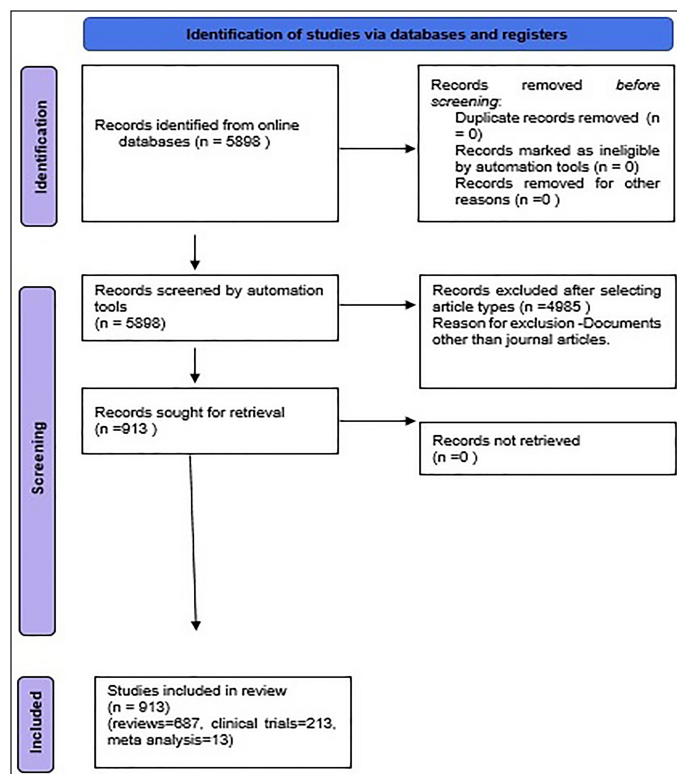 Identification of studies via databases and registers
Identification
Records identified from online
databases (n = 5898 )
Records removed before
screening:
Duplicate records removed (n
= 0)
Records marked as ineligible
by automation tools (n = 0)
Records removed for other
reasons (n =0 )
Screening
Records screened by automation
tools
(n = 5898)
Records excluded after selecting
article types (n =4985 )
Reason for exclusion -Documents
other than journal articles.
Records sought for retrieval
(n =913 )
Records not retrieved
(n =0 )
Included
Studies included in review
(n = 913)
(reviews=687, clinical trials=213,
meta analysis=13)